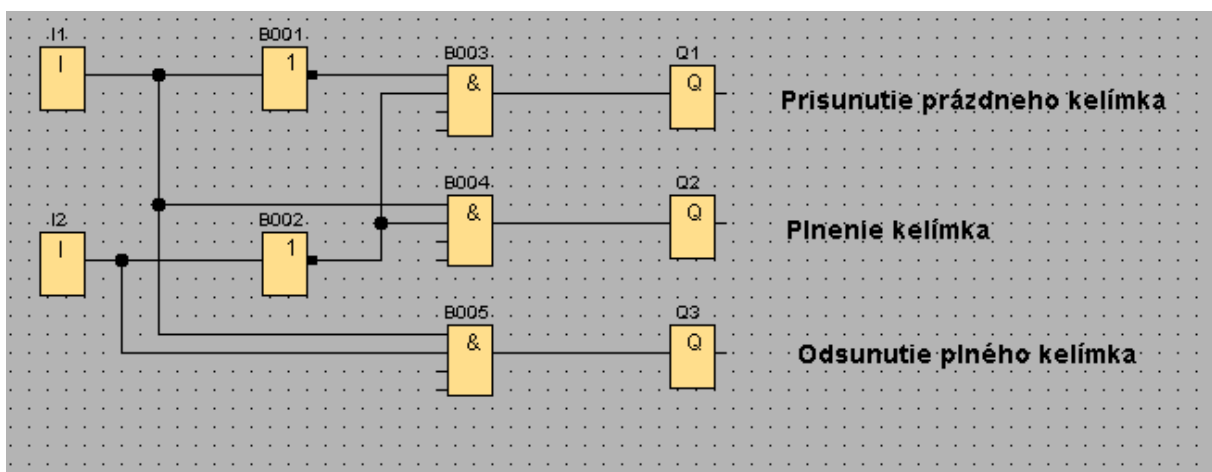 I1
B001
B003
Q1
I
1
&
Q
Prisunutie prázdneho kelímka
B004
Q2
I2
B002
&
Q
Plnenie kelímka
I
1
B005
Q3
&
Q
Odsunutie plného kelímka